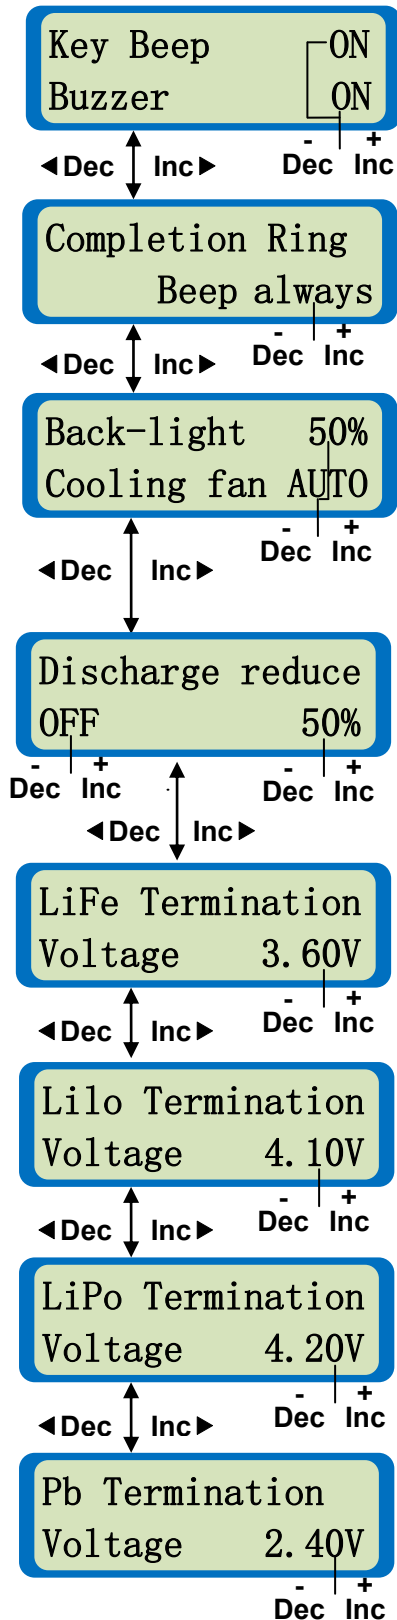 Key Beep ON
Buzzer ON
- +
◄Dec Inc► Dec Inc
Completion Ring
Beep always
- +
◄Dec Inc► Dec Inc
Back-light 50%
Cooling fan AUTO
- +
Dec Inc
◄Dec Inc►
Discharge reduce
OFF 50%
- + - +
Dec Inc Dec Inc
◄Dec Inc►
LiFe Termination
Voltage 3.60V
- +
◄Dec Inc► Dec Inc
Lilo Termination
Voltage 4.10V
- +
◄Dec Inc► Dec Inc
LiPo Termination
Voltage 4.20V
- +
◄Dec Inc► Dec Inc
Pb Termination
Voltage 2.40V
- +
Dec Inc